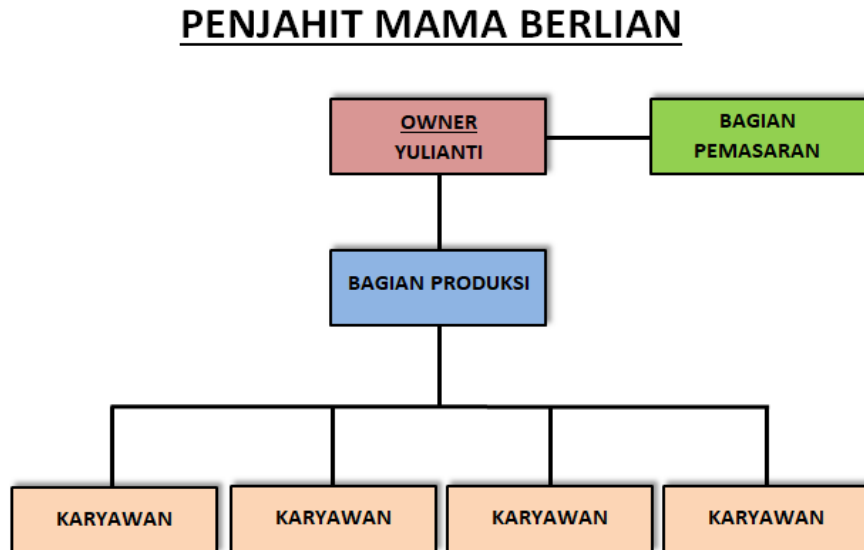 PENJAHIT MAMA BERLIAN
OWNER
YULIANTI
BAGIAN
PEMASARAN
BAGIAN PRODUKSI
KARYAWAN
KARYAWAN
KARYAWAN
KARYAWAN